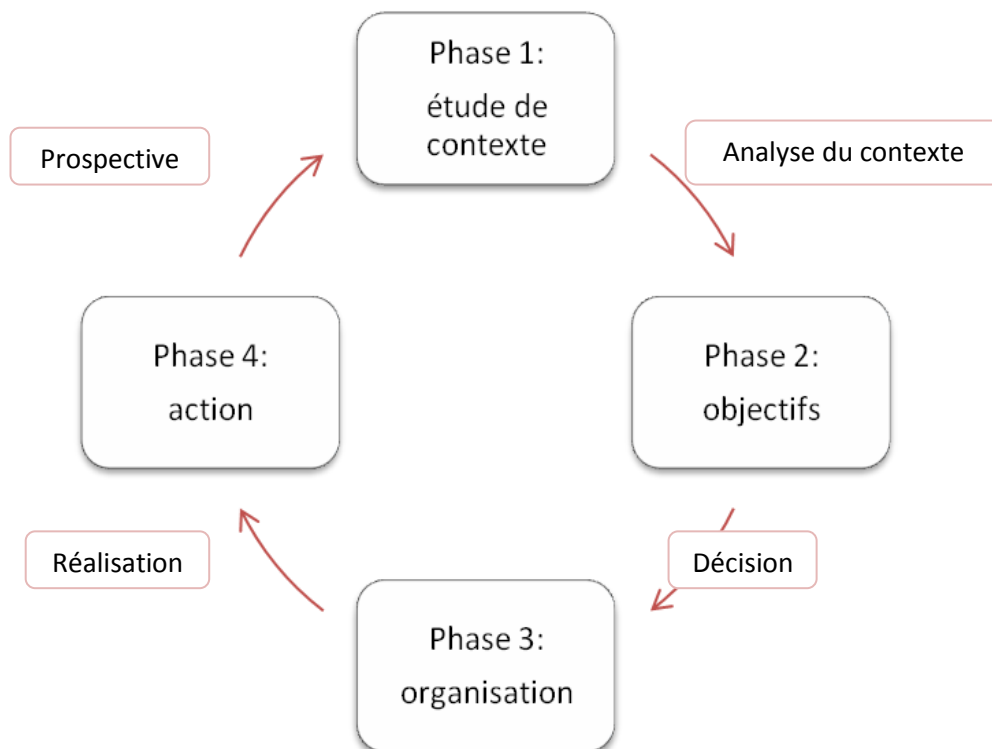 Phase 1:
étude de
contexte
Prospective
Analyse du contexte
Phase 4:
action
Phase 2:
objectifs
Réalisation
Décision
Phase 3:
organisation